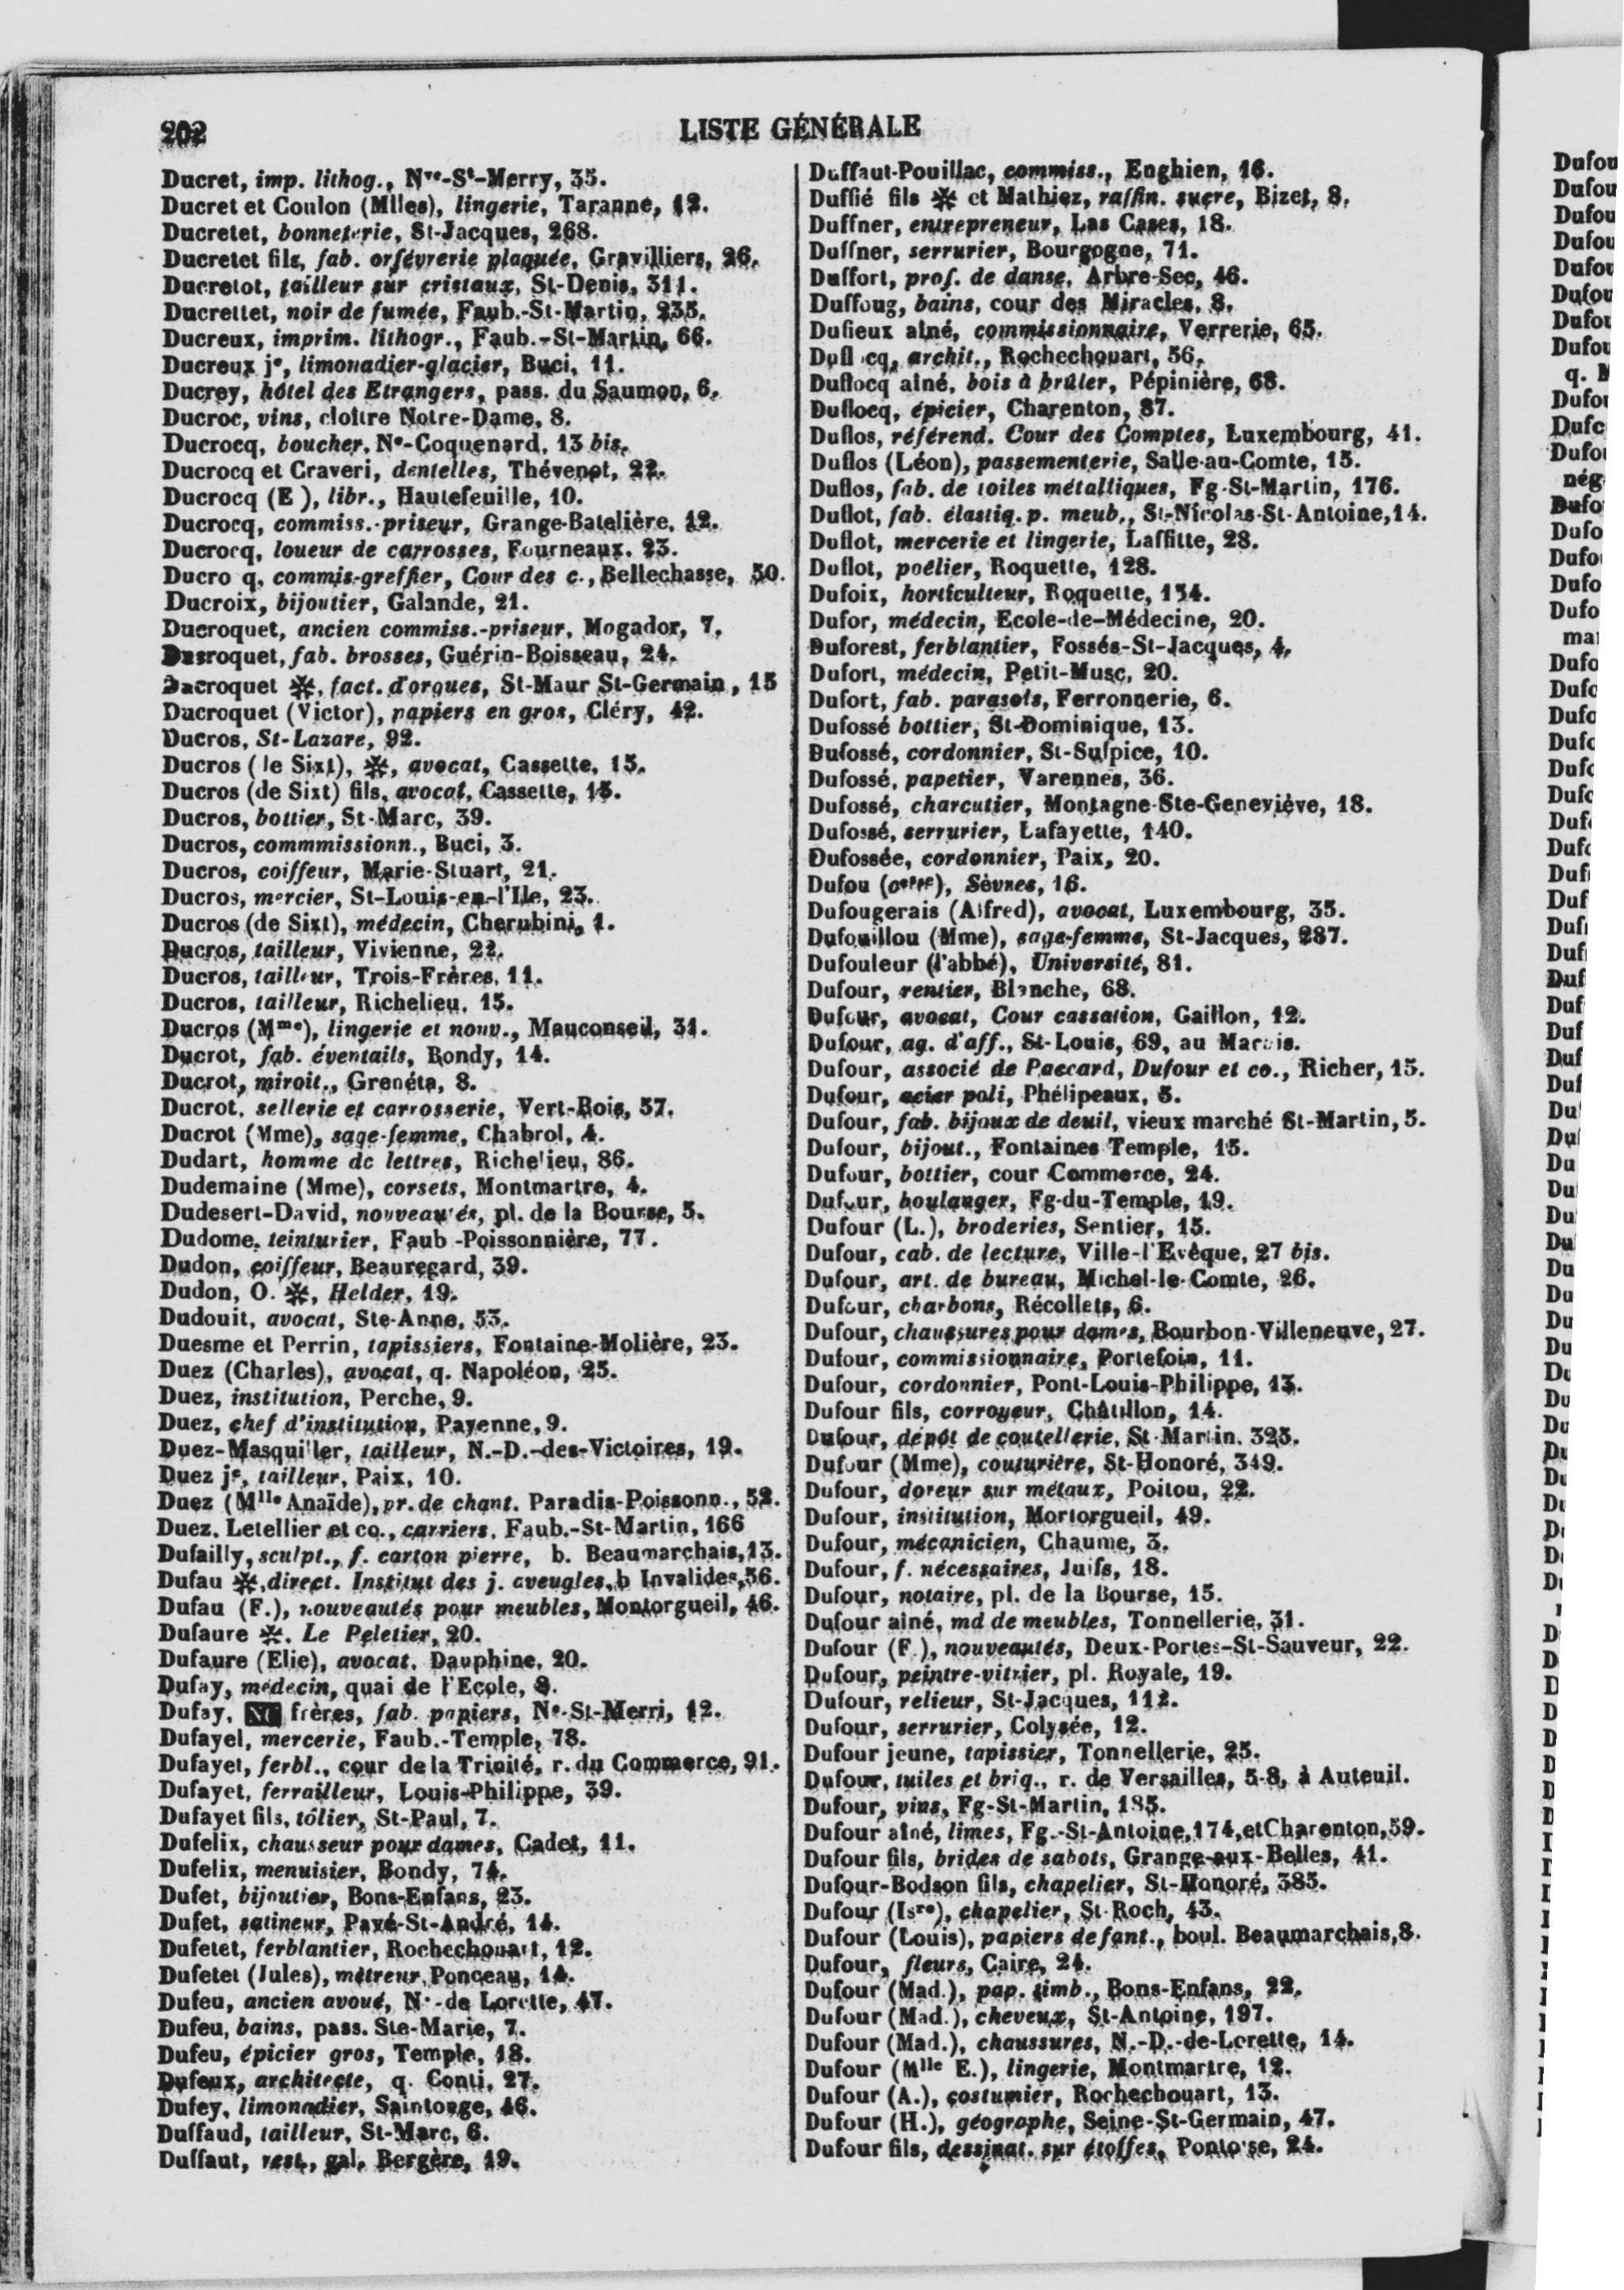 202
LISTE GÉNÉRALE
Ducret, imp. lithog., Nve-St-Merry, 35.
Ducret et Coulon (Mlles), lingerie, Taranne, 12.
Ducretet, bonneterie, St-Jacques, 268.
Ducretet fils, fab. orfévrerie plaquée, Gravilliers, 26.
Ducretot, tailleur sur cristaux, St-Denis, 311.
Ducrettet, noir de fumée, Faub.-St-Martin, 235.
Ducreux, imprim. lithogr., Faub.-St-Martin, 66.
Ducreux je, limonadier-glacier, Buci, 11.
Ducrey, hôtel des Etrangers, pass. du Saumon, 6.
Ducroc, vins, cloître Notre-Dame, 8.
Ducrocq, boucher, Ne-Coquenard, 13 bis.
Ducrocq et Craveri, dentelles, Thévenot, 22.
Ducrocq (E ), libr., Hautefeuille, 10.
Ducrocq, commiss.-priseur, Grange-Batelière, 12.
Ducrocq, loueur de carrosses, Fourneaux, 23.
Ducro q, commis-greffier, Cour des c., Bellechasse, 50.
Ducroix, bijoutier, Galande, 21.
Ducroquet, ancien commiss.-priseur, Mogador, 7.
Ducroquet, fab. brosses, Guérin-Boisseau, 24.
Ducroquet ✻, fact. d'orgues, St-Maur St-Germain, 15
Ducroquet (Victor), papiers en gros, Cléry, 42.
Ducros, St-Lazare, 92.
Ducros (de Sixt), ✻, avocat, Cassette, 15.
Ducros (de Sixt) fils, avocat, Cassette, 15.
Ducros, bottier, St-Marc, 39.
Ducros, commmissionn., Buci, 3.
Ducros, coiffeur, Marie-Stuart, 21.
Ducros, mercier, St-Louis-en-l'Ile, 23.
Ducros (de Sixt), médecin, Cherubini, 1.
Ducros, tailleur, Vivienne, 22.
Ducros, tailleur, Trois-Frères, 11.
Ducros, tailleur, Richelieu, 15.
Ducros (Mme), lingerie et nouv., Mauconseil, 31.
Ducrot, fab. éventails, Bondy, 14.
Ducrot, miroit., Grenéta, 8.
Ducrot, sellerie et carrosserie, Vert-Bois, 57.
Ducrot (Mme), sage-femme, Chabrol, 4.
Dudart, homme de lettres, Richelieu, 86.
Dudemaine (Mme), corsets, Montmartre, 4.
Dudesert-David, nouveautés, pl. de la Bourse, 5.
Dudome, teinturier, Faub -Poissonnière, 77.
Dudon, coiffeur, Beauregard, 39.
Dudon, O. ✻, Helder, 19.
Dudouit, avocat, Ste-Anne, 53.
Duesme et Perrin, tapissiers, Fontaine-Molière, 23.
Duez (Charles), avocat, q. Napoléon, 25.
Duez, institution, Perche, 9.
Duez, chef d'institution, Payenne, 9.
Duez-Masquiller, tailleur, N.-D.-des-Victoires, 19.
Duez je, tailleur, Paix, 10.
Duez (Mlle Anaïde), pr. de chant. Paradis-Poissonn., 52.
Duez, Letellier et co., carriers, Faub.-St-Martin, 166
Dufailly, sculpt., f. carton pierre, b. Beaumarchais, 13.
Dufau ✻, direct. Institut des j. aveugles, b Invalides, 56.
Dufau (F.), nouveautés pour meubles, Montorgueil, 46.
Dufaure ✻, Le Peletier, 20.
Dufaure (Elie), avocat, Dauphine, 20.
Dufay, médecin, quai de l'Ecole, 8.
Dufay, NC frères, fab. papiers, Ne-St-Merri, 12.
Dufayel, mercerie, Faub.-Temple, 78.
Dufayel, ferbl., cour de la Trinité, r. du Commerce, 91.
Dufayet, ferrailleur, Louis-Philippe, 39.
Dufayet fils, tôlier, St-Paul, 7.
Dufelix, chausseur pour dames, Cadet, 11.
Dufelix, menuisier, Bondy, 74.
Dufet, bijoutier, Bons-Enfans, 23.
Dufet, satineur, Pavé-St-André, 14.
Dufetet, ferblantier, Rochechouart, 12.
Dufetet (Jules), métreur, Ponceau, 14.
Dufeu, ancien avoué, N.-de Lorette, 47.
Dufeu, bains, pass. Ste-Marie, 7.
Dufeu, épicier gros, Temple, 18.
Dufeux, architecte, q. Conti, 27.
Dufey, limonadier, Saintonge, 46.
Duffaud, tailleur, St-Marc, 6.
Duffaut, rest., gal. Bergère, 19.
Duffaut-Pouillac, commiss., Enghien, 16.
Duffié fils ✻ et Mathiez, raffin. sucre, Bizet, 8.
Duffner, entrepreneur, Las Cases, 18.
Duffner, serrurier, Bourgogne, 71.
Duffort, prof. de danse, Arbre-Sec, 46.
Duffoug, bains, cour des Miracles, 8.
Dufieux aîné, commissionnaire, Verrerie, 65.
Dufl cq, archit., Rochechouart, 56.
Duflocq aîné, bois à brûler, Pépinière, 68.
Duflocq, épicier, Charenton, 87.
Duflos, référend. Cour des Comptes, Luxembourg, 41.
Duflos (Léon), passementerie, Salle-au-Comte, 15.
Duflos, fab. de toiles métalliques, Fg-St-Martin, 176.
Duflot, fab. élastiq. p. meub., St-Nicolas-St-Antoine, 14.
Duflot, mercerie et lingerie, Laffitte, 28.
Duflot, poêlier, Roquette, 128.
Dufoix, horticulteur, Roquette, 154.
Dufor, médecin, Ecole-de-Médecine, 20.
Duforest, ferblantier, Fossés-St-Jacques, 4.
Dufort, médecin, Petit-Musc, 20.
Dufort, fab. parasols, Ferronnerie, 6.
Dufossé bottier, St-Dominique, 13.
Dufossé, cordonnier, St-Sulpice, 10.
Dufossé, papetier, Varennes, 36.
Dufossé, charcutier, Montagne-Ste-Geneviève, 18.
Dufossé, serrurier, Lafayette, 140.
Dufossée, cordonnier, Paix, 20.
Dufou (ctesse), Sèvres, 16.
Dufougerais (Alfred), avocat, Luxembourg, 35.
Dufouillou (Mme), sage-femme, St-Jacques, 287.
Dufouleur (l'abbé), Université, 81.
Dufour, rentier, Blanche, 68.
Dufour, avocat, Cour cassation, Gaillon, 12.
Dufour, ag. d'aff., St-Louis, 69, au Marais.
Dufour, associé de Paccard, Dufour et co., Richer, 15.
Dufour, acier poli, Phélipeaux, 5.
Dufour, fab. bijoux de deuil, vieux marché St-Martin, 5.
Dufour, bijout., Fontaines Temple, 15.
Dufour, bottier, cour Commerce, 24.
Dufour, boulanger, Fg-du-Temple, 19.
Dufour (L.), broderies, Sentier, 15.
Dufour, cab. de lecture, Ville-l'Evêque, 27 bis.
Dufour, art. de bureau, Michel-le-Comte, 26.
Dufour, charbons, Récollets, 6.
Dufour, chaussures pour dames, Bourbon-Villeneuve, 27.
Dufour, commissionnaire, Portefoin, 11.
Dufour, cordonnier, Pont-Louis-Philippe, 13.
Dufour fils, corroyeur, Châtillon, 14.
Dufour, dépôt de coutellerie, St-Martin, 323.
Dufour (Mme), couturière, St-Honoré, 349.
Dufour, doreur sur métaux, Poitou, 22.
Dufour, institution, Mortorgueil, 49.
Dufour, mécanicien, Chaume, 3.
Dufour, f. nécessaires, Juifs, 18.
Dufour, notaire, pl. de la Bourse, 15.
Dufour aîné, md de meubles, Tonnellerie, 31.
Dufour (F.), nouveautés, Deux-Portes-St-Sauveur, 22.
Dufour, peintre-vitrier, pl. Royale, 19.
Dufour, relieur, St-Jacques, 112.
Dufour, serrurier, Colysée, 12.
Dufour jeune, tapissier, Tonnellerie, 25.
Dufour, tuiles et briq., r. de Versailles, 5-8, à Auteuil.
Dufour, vins, Fg-St-Martin, 185.
Dufour aîné, limes, Fg.-St-Antoine, 174, et Charenton, 59.
Dufour fils, brides de sabots, Grange-aux-Belles, 41.
Dufour-Bodson fils, chapelier, St-Honoré, 385.
Dufour (Isre), chapelier, St-Roch, 43.
Dufour (Louis), papiers de fant., boul. Beaumarchais, 8.
Dufour, fleurs, Caire, 24.
Dufour (Mad.), pap. timb., Bons-Enfans, 22.
Dufour (Mad.), cheveux, St-Antoine, 197.
Dufour (Mad.), chaussures, N.-D.-de-Lorette, 14.
Dufour (Mlle E.), lingerie, Montmartre, 12.
Dufour (A.), costumier, Rochechouart, 13.
Dufour (H.), géographe, Seine-St-Germain, 47.
Dufour fils, dessinat. sur étoffes, Ponto'se, 24.